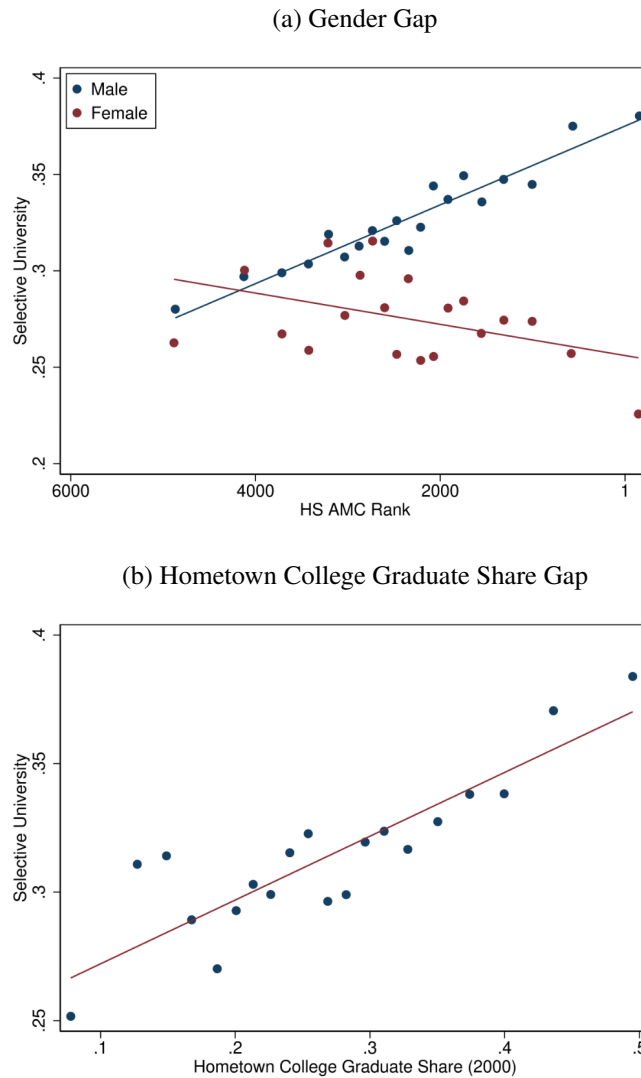 (a) Gender Gap
Male
Female
.4
.35
.3
.25
.2
Selective University
6000
4000
2000
1
HS AMC Rank
(b) Hometown College Graduate Share Gap
.4
.35
.3
.25
Selective University
.1
.2
.3
.4
.5
Hometown College Graduate Share (2000)